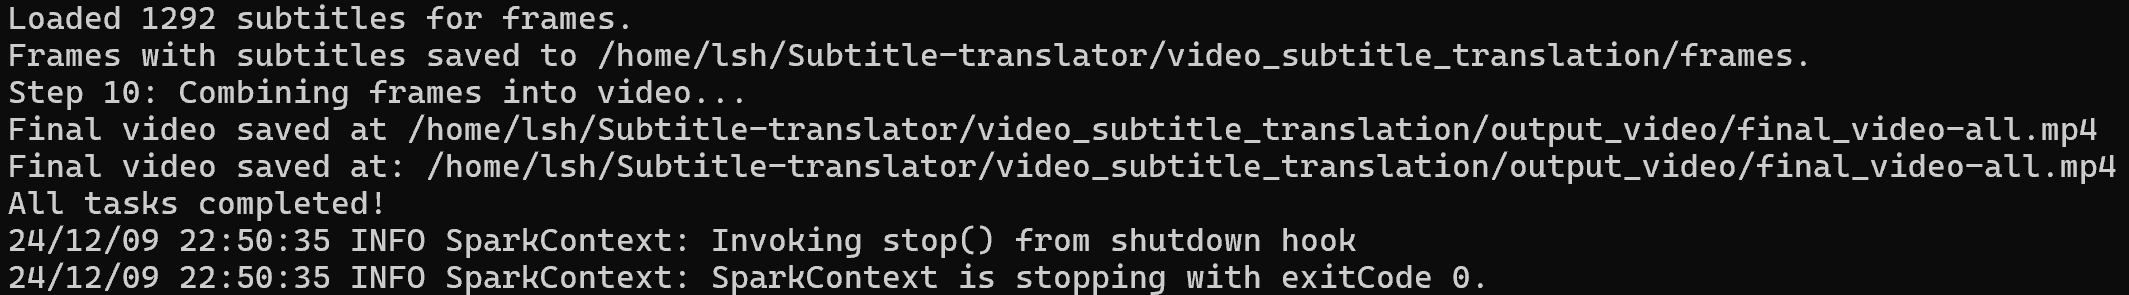 Loaded 1292 subtitles for frames.
Frames with subtitles saved to /home/lsh/Subtitle-translator/video_subtitle_translation/frames.
Step 10: Combining frames into video...
Final video saved at /home/lsh/Subtitle-translator/video_subtitle_translation/output_video/final_video-all.mp4
Final video saved at: /home/lsh/Subtitle-translator/video_subtitle_translation/output_video/final_video-all.mp4
All tasks completed!
24/12/09 22:50:35 INFO SparkContext: Invoking stop() from shutdown hook
24/12/09 22:50:35 INFO SparkContext: SparkContext is stopping with exitCode 0.